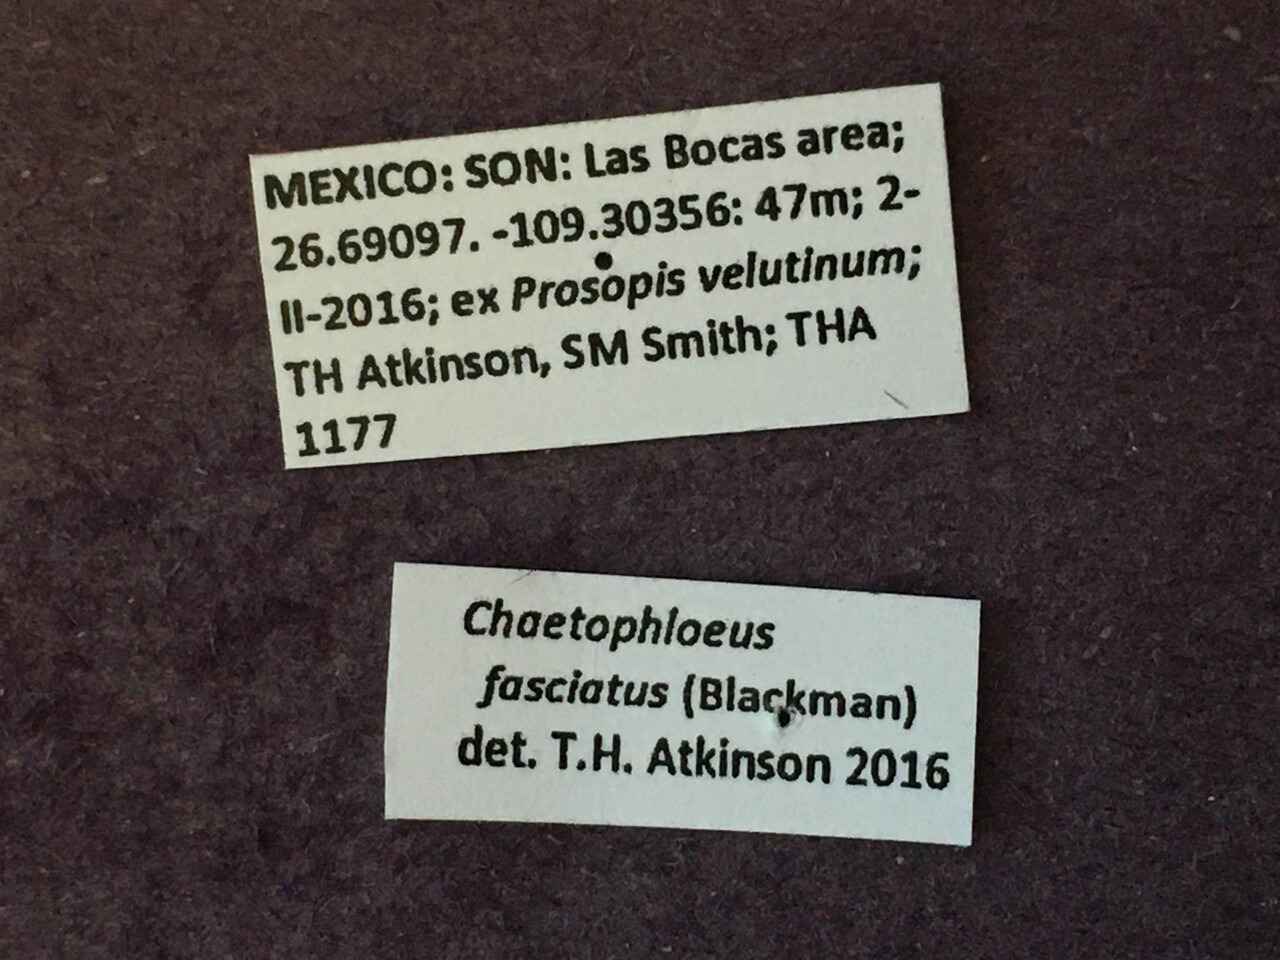 MEXICO: SON: Las Bocas area;
26.69097. -109.30356: 47m; 2-
II-2016; ex Prosopis velutinum;
TH Atkinson, SM Smith; THA
1177
Chaetophloeus
fasciatus (Blackman)
det. T.H. Atkinson 2016